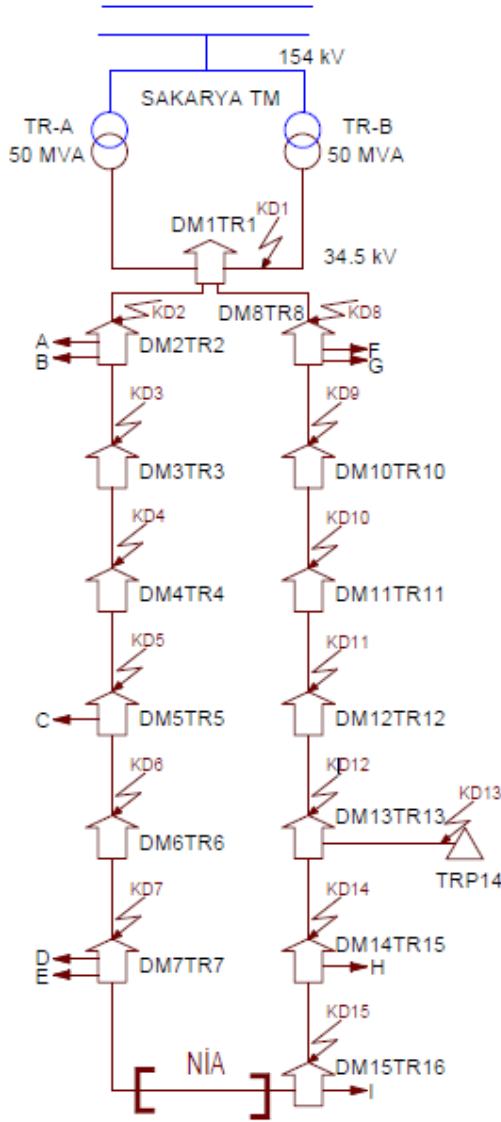 154 kV
SAKARYA TM
TR-A
TR-B
50 MVA
50 MVA
KD1
DM1TR1
34.5 kV
KD2
DM8TR8
KD8
A
B
DM2TR2
F
G
KD3
KD9
DM3TR3
DM10TR10
KD4
KD10
DM4TR4
DM11TR11
KD5
KD11
C
DM5TR5
DM12TR12
KD6
KD12
KD13
DM13TR13
DM6TR6
TRP14
KD7
KD14
DM14TR15
D
E
DM7TR7
H
KD15
NİA
DM15TR16
I